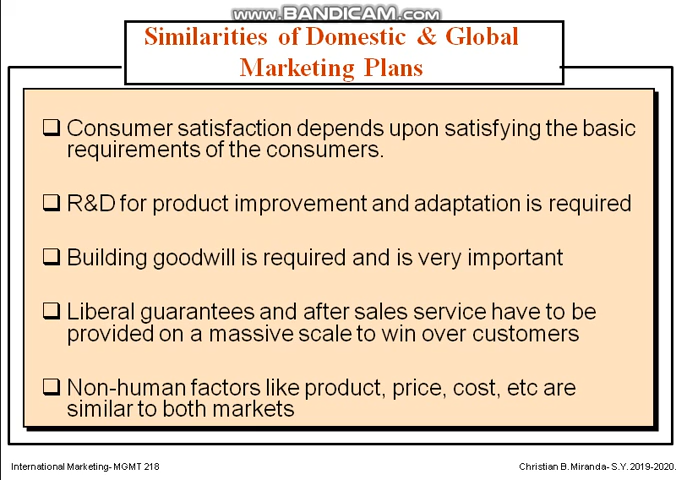 www.BANDICAM.com
Similarities of Domestic & Global
Marketing Plans
❑ Consumer satisfaction depends upon satisfying the basic
requirements of the consumers.
❑ R&D for product improvement and adaptation is required
❑ Building goodwill is required and is very important
❑ Liberal guarantees and after sales service have to be
provided on a massive scale to win over customers
❑ Non-human factors like product, price, cost, etc are
similar to both markets
International Marketing- MGMT 218
Christian B.Miranda- S.Y. 2019-2020.